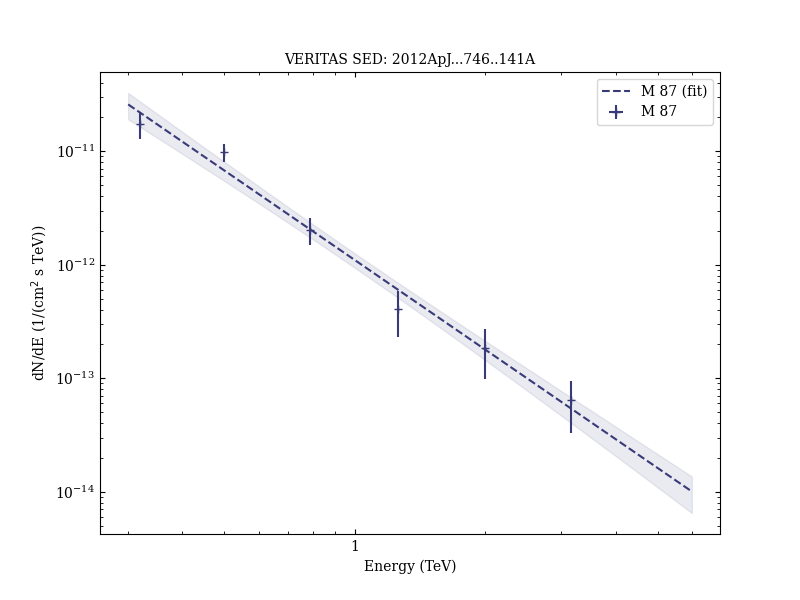 VERITAS SED: 2012ApJ...746..141A
M 87 (fit)
M 87
10⁻¹¹
10⁻¹²
10⁻¹³
10⁻¹⁴
dN/dE (1/(cm² s TeV))
1
Energy (TeV)